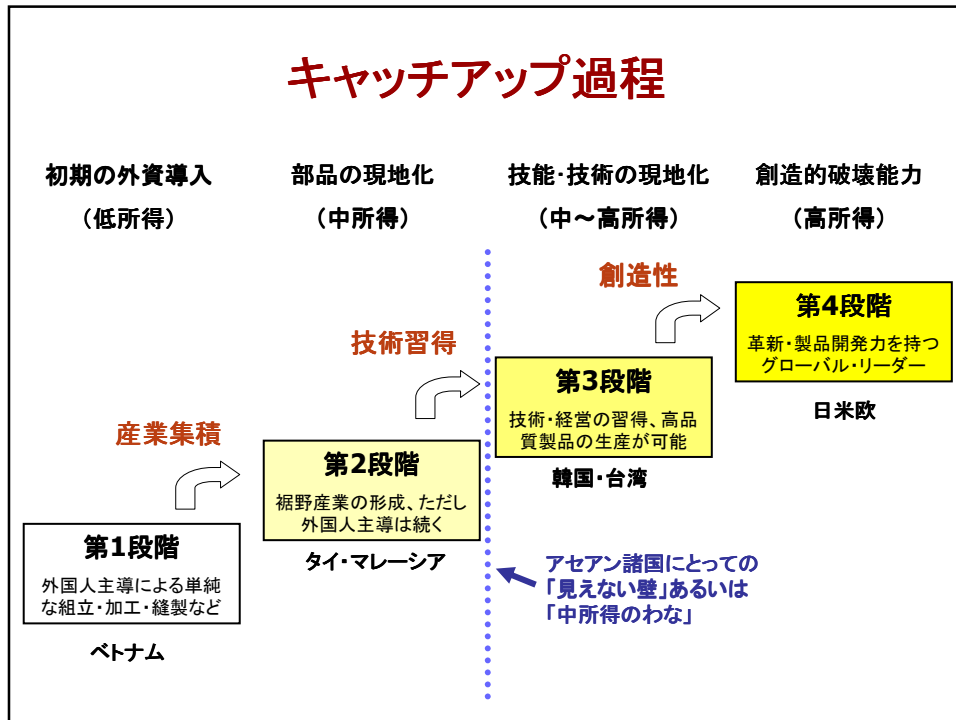 キャッチアップ過程
初期の外資導入
（低所得）
部品の現地化
（中所得）
技能・技術の現地化
（中～高所得）
創造的破壊能力
（高所得）
創造性
第4段階
革新・製品開発力を持つ
グローバル・リーダー
日米欧
技術習得
第3段階
技術・経営の習得、高品
質製品の生産が可能
韓国・台湾
産業集積
第2段階
裾野産業の形成、ただし
外国人主導は続く
タイ・マレーシア
第1段階
外国人主導による単純
な組立・加工・縫製など
ベトナム
アセアン諸国にとっての
「見えない壁」あるいは
「中所得のわな」